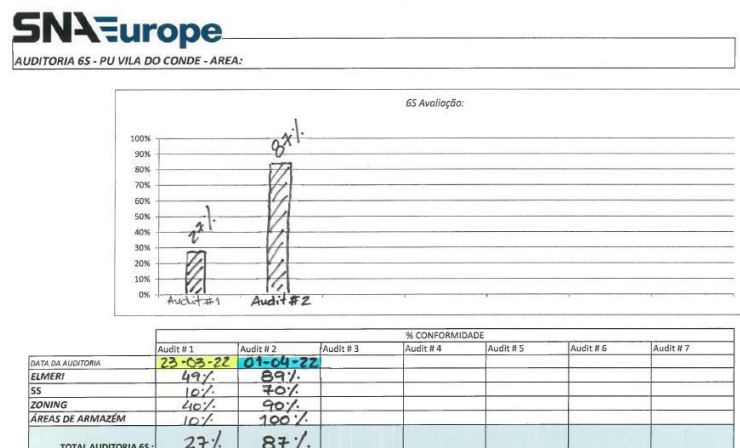 SNA Europe
AUDITORIA 6S - PU VILA DO CONDE - AREA:
6S Avaliação:
100%
90%
80%
70%
60%
50%
40%
30%
20%
10%
0%
87%
27%
Audit #1 Audit #2
% CONFORMIDADE
Audit # 1 Audit # 2 Audit # 3 Audit # 4 Audit # 5 Audit # 6 Audit # 7
DATA DA AUDITORIA 23-03-22 01-04-22
ELMERI 49% 89%
5S 10% 70%
ZONING 40% 90%
ÁREAS DE ARMAZÉM 10% 100%
TOTAL AUDITORIA 6S : 27% 87%